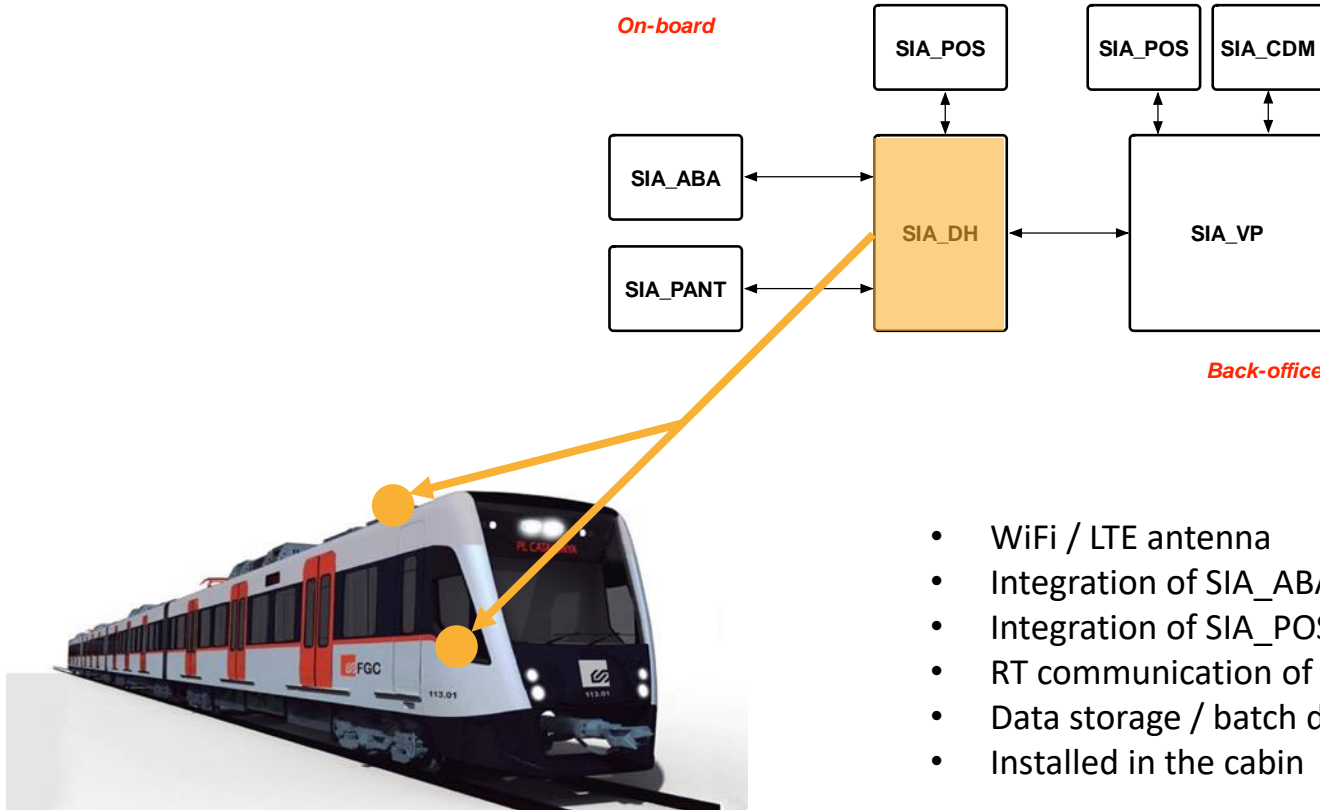 On-board
SIA_POS
SIA_POS
SIA_CDM
SIA_ABA
SIA_DH
SIA_VP
SIA_PANT
Back-office
PL CATALUNYA
FGC
113.01
113.01
• WiFi / LTE antenna
• Integration of SIA_ABA
• Integration of SIA_POS
• RT communication of
• Data storage / batch d
• Installed in the cabin